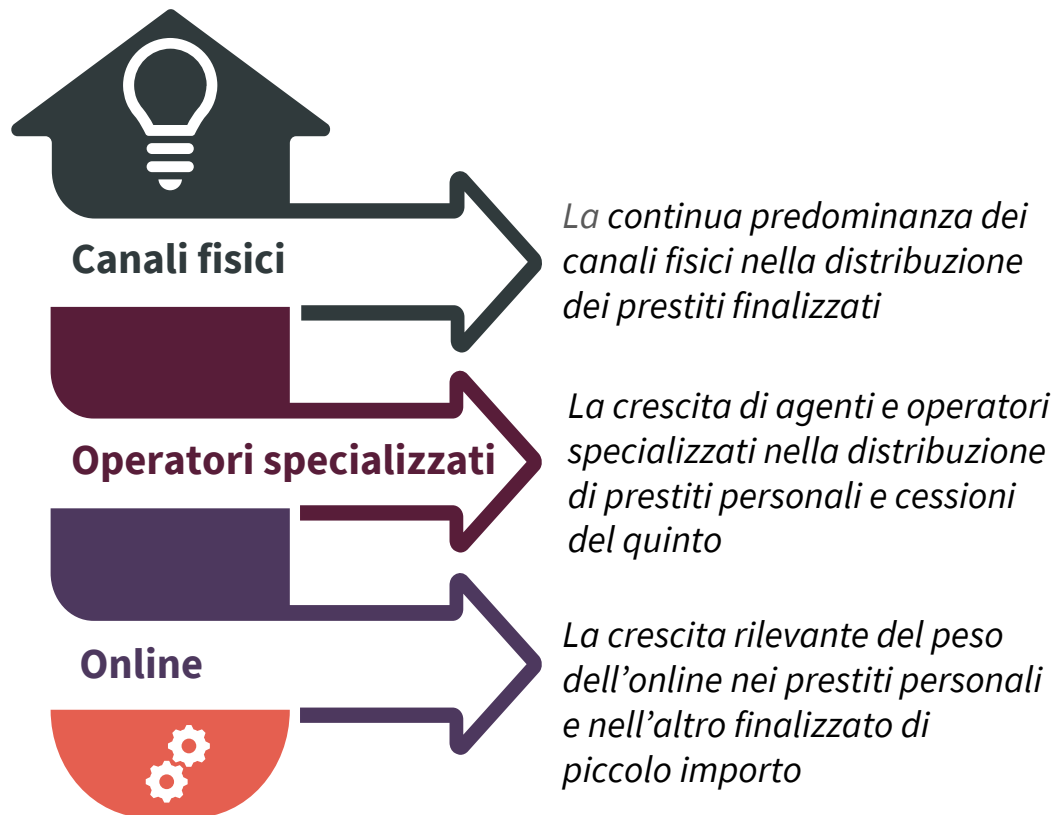 Canali fisici
La continua predominanza dei
canali fisici nella distribuzione
dei prestiti finalizzati
Operatori specializzati
La crescita di agenti e operatori
specializzati nella distribuzione
di prestiti personali e cessioni
del quinto
Online
La crescita rilevante del peso
dell’online nei prestiti personali
e nell’altro finalizzato di
piccolo importo